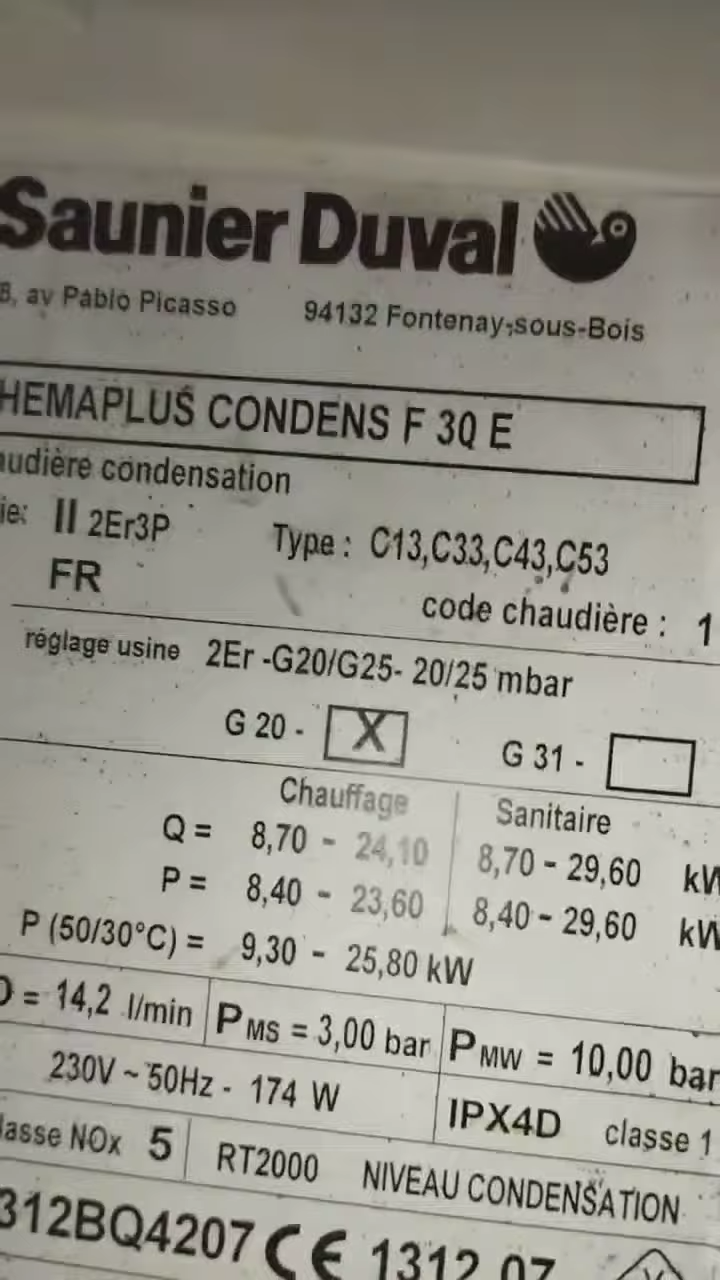 Saunier Duval
8, av Pablo Picasso 94132 Fontenay-sous-Bois
HEMAPLUS CONDENS F 30 E
audière condensation
ie: II 2Er3P Type : C13,C33,C43,C53
FR
code chaudière : 1
réglage usine 2Er -G20/G25- 20/25 mbar
G 20 - X G 31 -
Chauffage Sanitaire
Q = 8,70 - 24,10 8,70 - 29,60 kW
P = 8,40 - 23,60 8,40 - 29,60 kW
P (50/30°C) = 9,30 - 25,80 kW
D = 14,2 l/min PMS = 3,00 bar PMW = 10,00 bar
230V ~ 50Hz - 174 W IPX4D classe 1
lasse NOx 5 RT2000 NIVEAU CONDENSATION
312BQ4207 CE 1312 07